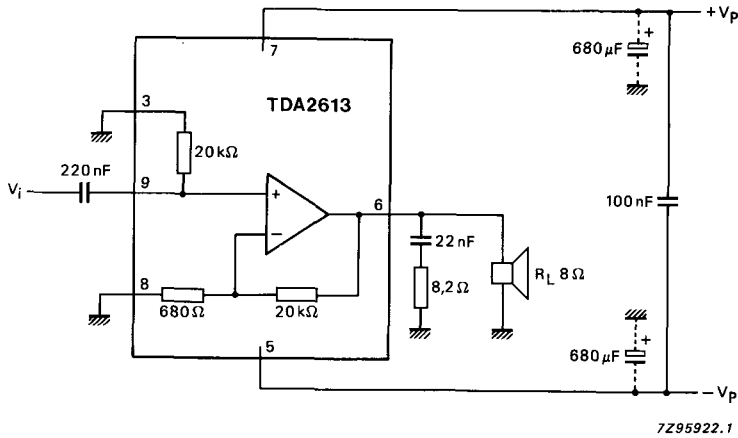 +VP
680 µF
+
7
3
TDA2613
20 kΩ
220 nF
Vi
9
+
6
100 nF
22 nF
−
8
RL 8 Ω
8,2 Ω
680 Ω
20 kΩ
5
+
680 µF
−VP
7Z95922.1